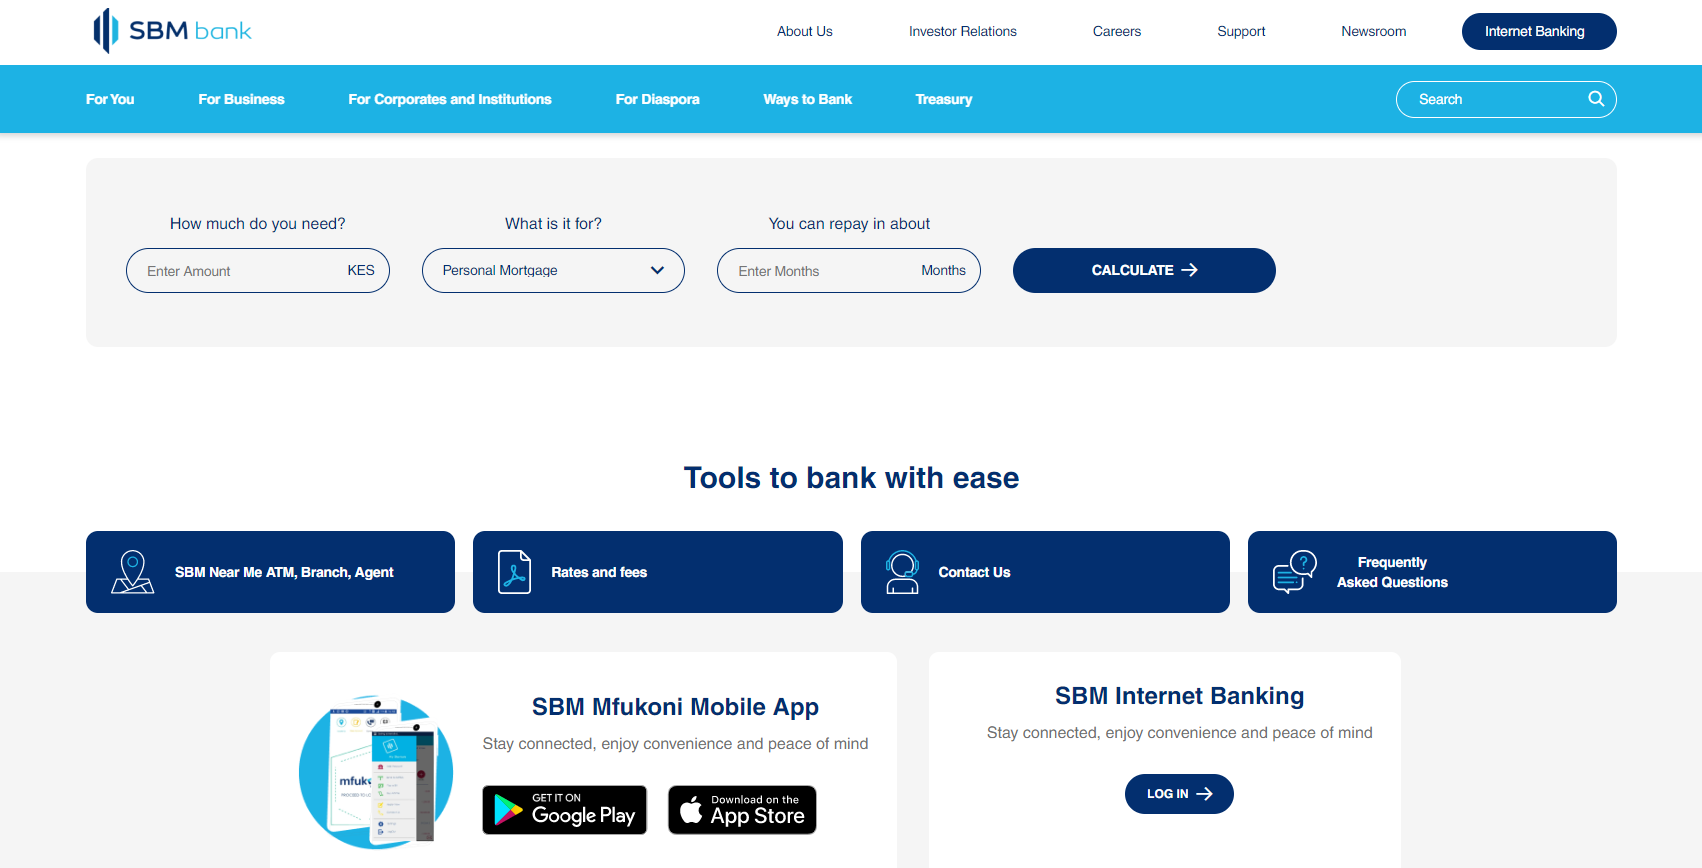 SBM bank
About Us
Investor Relations
Careers
Support
Newsroom
Internet Banking
For You
For Business
For Corporates and Institutions
For Diaspora
Ways to Bank
Treasury
Search
How much do you need?
What is it for?
You can repay in about
Enter Amount KES
Personal Mortgage
Enter Months Months
CALCULATE
Tools to bank with ease
SBM Near Me ATM, Branch, Agent
Rates and fees
Contact Us
Frequently
Asked Questions
SBM Mfukoni Mobile App
Stay connected, enjoy convenience and peace of mind
GET IT ON
Google Play
Download on the
App Store
SBM Internet Banking
Stay connected, enjoy convenience and peace of mind
LOG IN